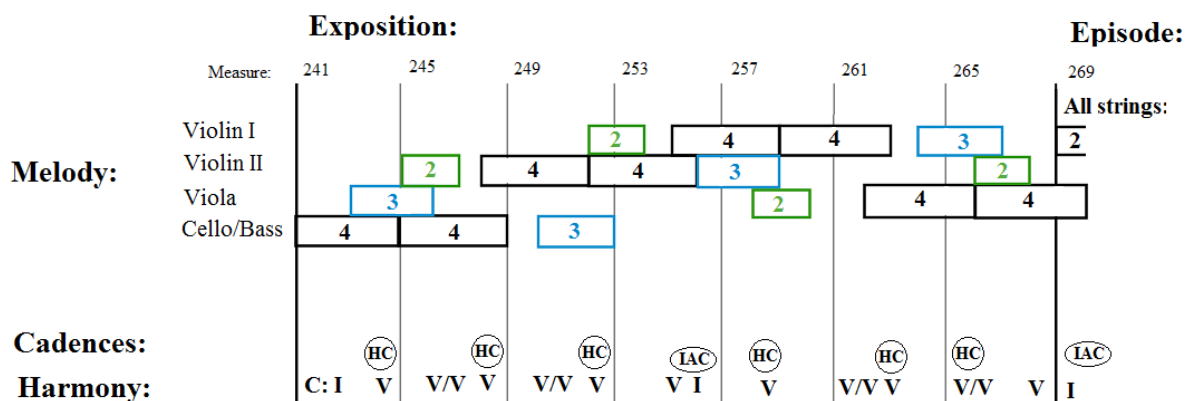 Exposition: Episode:
Measure: 241 245 249 253 257 261 265 269
All strings:
Violin I 2 4 4 3 2
Melody: Violin II 2 4 4 3 2
Viola 3 2 4 4
Cello/Bass 4 4 3
Cadences: HC HC HC IAC HC HC HC IAC
Harmony: C: I V V/V V V/V V V I V V/V V V/V V I